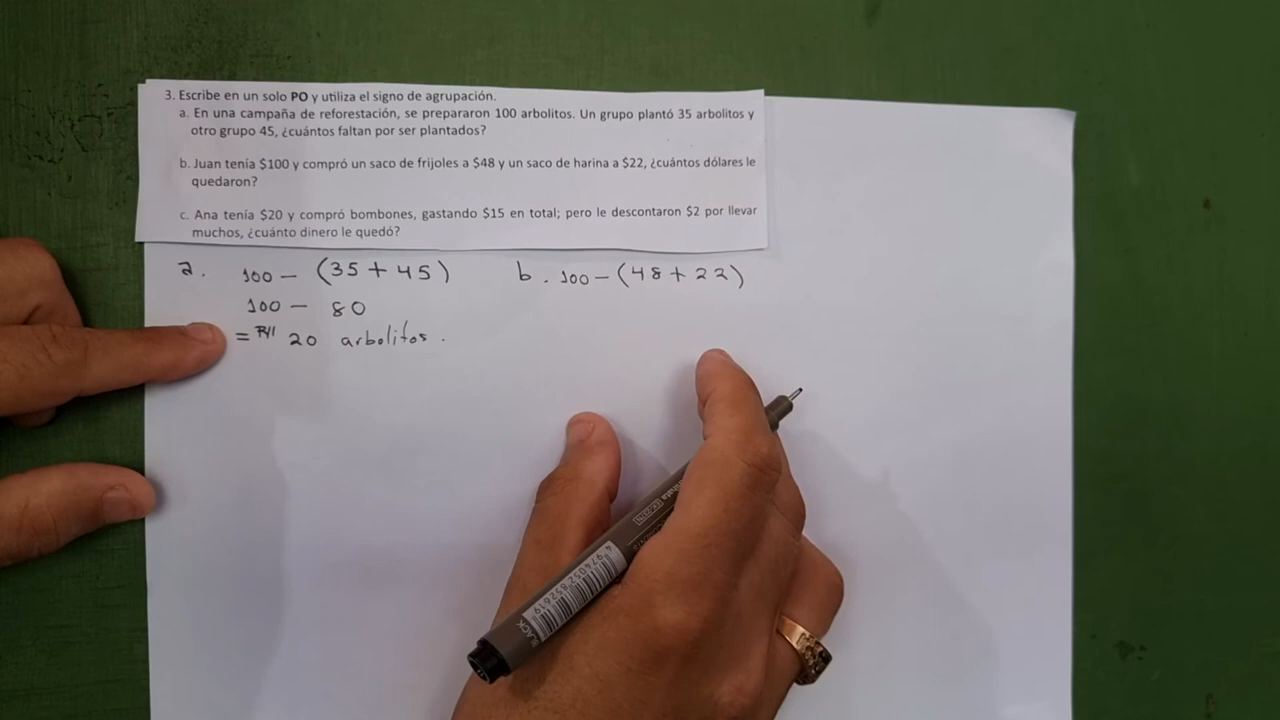 3. Escribe en un solo PO y utiliza el signo de agrupación.
a. En una campaña de reforestación, se prepararon 100 arbolitos. Un grupo plantó 35 arbolitos y
otro grupo 45, ¿cuántos faltan por ser plantados?
b. Juan tenía $100 y compró un saco de frijoles a $48 y un saco de harina a $22, ¿cuántos dólares le
quedaron?
c. Ana tenía $20 y compró bombones, gastando $15 en total; pero le descontaron $2 por llevar
muchos, ¿cuánto dinero le quedó?
a. 100 - (35 + 45)
100 - 80
= R// 20 arbolitos.
b. 100 - (48 + 22)
4 974052 852619
BLACK